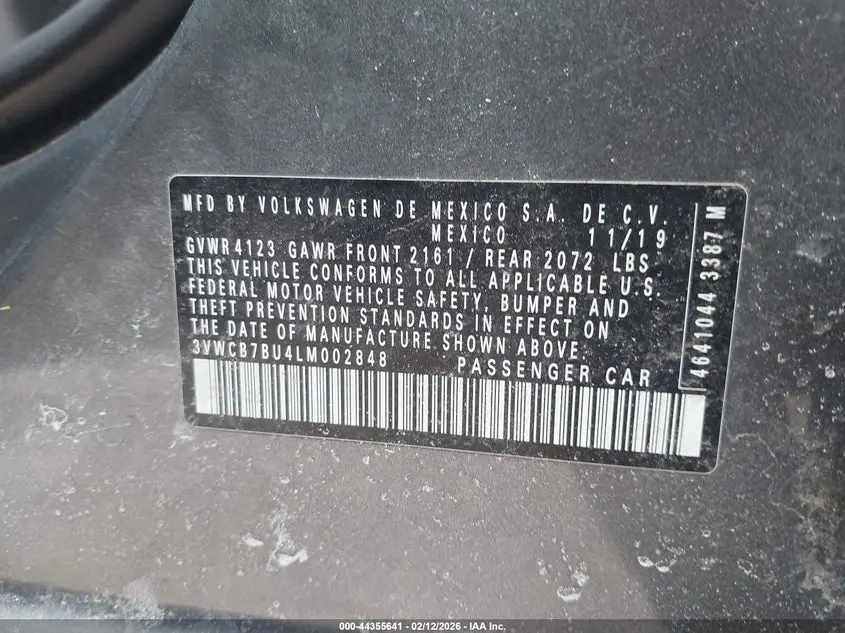 MFD BY VOLKSWAGEN DE MEXICO S.A. DE C.V.
MEXICO 11/19
GVWR 4123 GAWR FRONT 2161 / REAR 2072 LBS
THIS VEHICLE CONFORMS TO ALL APPLICABLE U.S.
FEDERAL MOTOR VEHICLE SAFETY, BUMPER AND
THEFT PREVENTION STANDARDS IN EFFECT ON
THE DATE OF MANUFACTURE SHOWN ABOVE.
3VWCB7BU4LM002848 PASSENGER CAR
4641044 3387 M
000-44355641 - 02/12/2026 - IAA Inc.